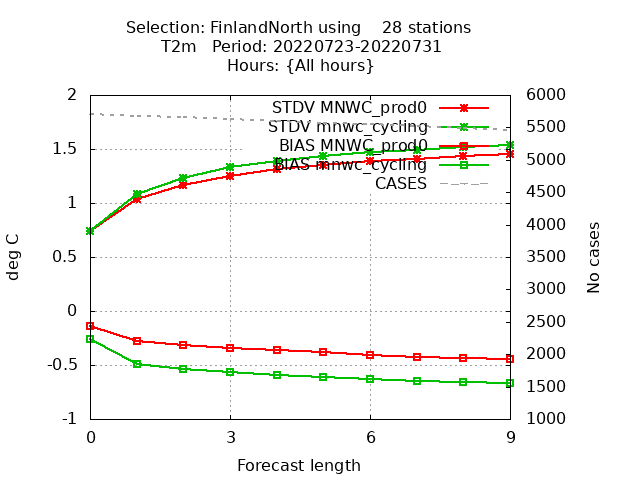 Selection: FinlandNorth using    28 stations
T2m   Period: 20220723-20220731
Hours: {All hours}
2
1.5
1
0.5
0
-0.5
-1
deg C
STDV MNWC_prod0
STDV mnwc_cycling
BIAS MNWC_prod0
BIAS mnwc_cycling
CASES
6000
5500
5000
4500
4000
3500
3000
2500
2000
1500
1000
No cases
0 3 6 9
Forecast length